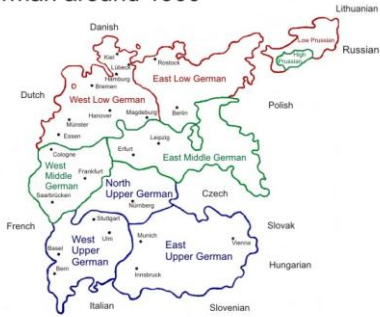 Lithuanian
Danish
Low Prussian
Russian
High
Prussian
Kiel
Lübeck
Rostock
Hamburg
Bremen
East Low German
Dutch
West Low German
Hanover
Magdeburg
Berlin
Polish
Münster
Essen
Leipzig
Cologne
Erfurt
East Middle German
West
Middle
German
Frankfurt
North
Upper German
Saarbrücken
Nürnberg
Czech
French
Stuttgart
Slovak
Basel
West
Upper
German
Ulm
Munich
East
Upper German
Vienna
Hungarian
Bern
Innsbruck
Italian
Slovenian